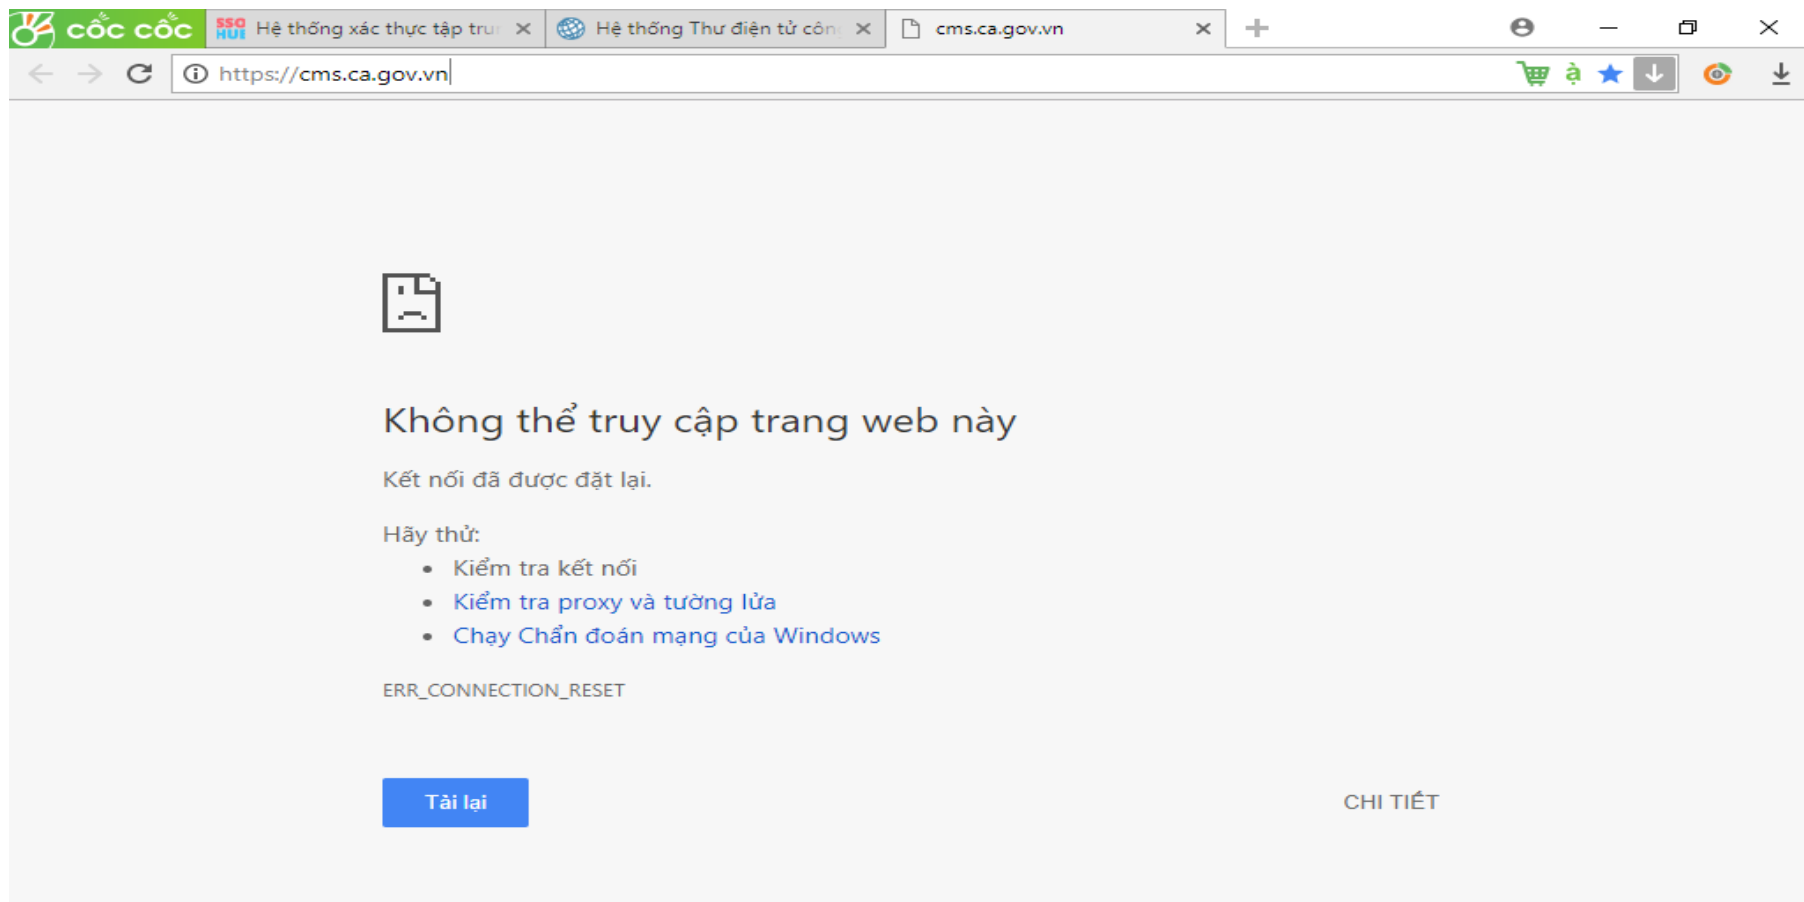 cốc cốc
SSO HUE Hệ thống xác thực tập tru
Hệ thống Thư điện tử côn
cms.ca.gov.vn
https://cms.ca.gov.vn
ạ̀
Không thể truy cập trang web này
Kết nối đã được đặt lại.
Hãy thử:
Kiểm tra kết nối
Kiểm tra proxy và tường lửa
Chạy Chẩn đoán mạng của Windows
ERR_CONNECTION_RESET
Tải lại
CHI TIẾT